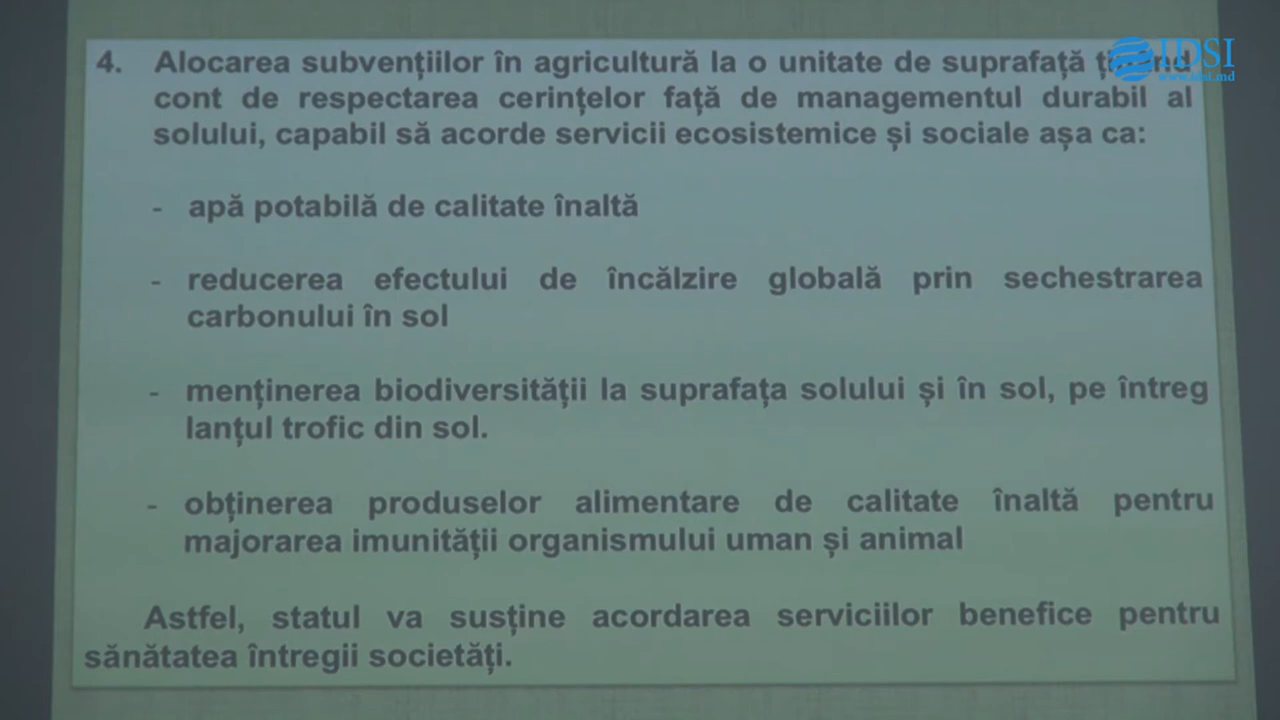 4. Alocarea subvențiilor în agricultură la o unitate de suprafață
cont de respectarea cerințelor față de managementul durabil al
solului, capabil să acorde servicii ecosistemice și sociale așa ca:
- apă potabilă de calitate înaltă
- reducerea efectului de încălzire globală prin sechestrarea
carbonului în sol
- menținerea biodiversității la suprafața solului și în sol, pe întreg
lanțul trofic din sol.
- obținerea produselor alimentare de calitate înaltă pentru
majorarea imunității organismului uman și animal
Astfel, statul va susține acordarea serviciilor benefice pentru
sănătatea întregii societăți.
IDSI
www.idsi.md